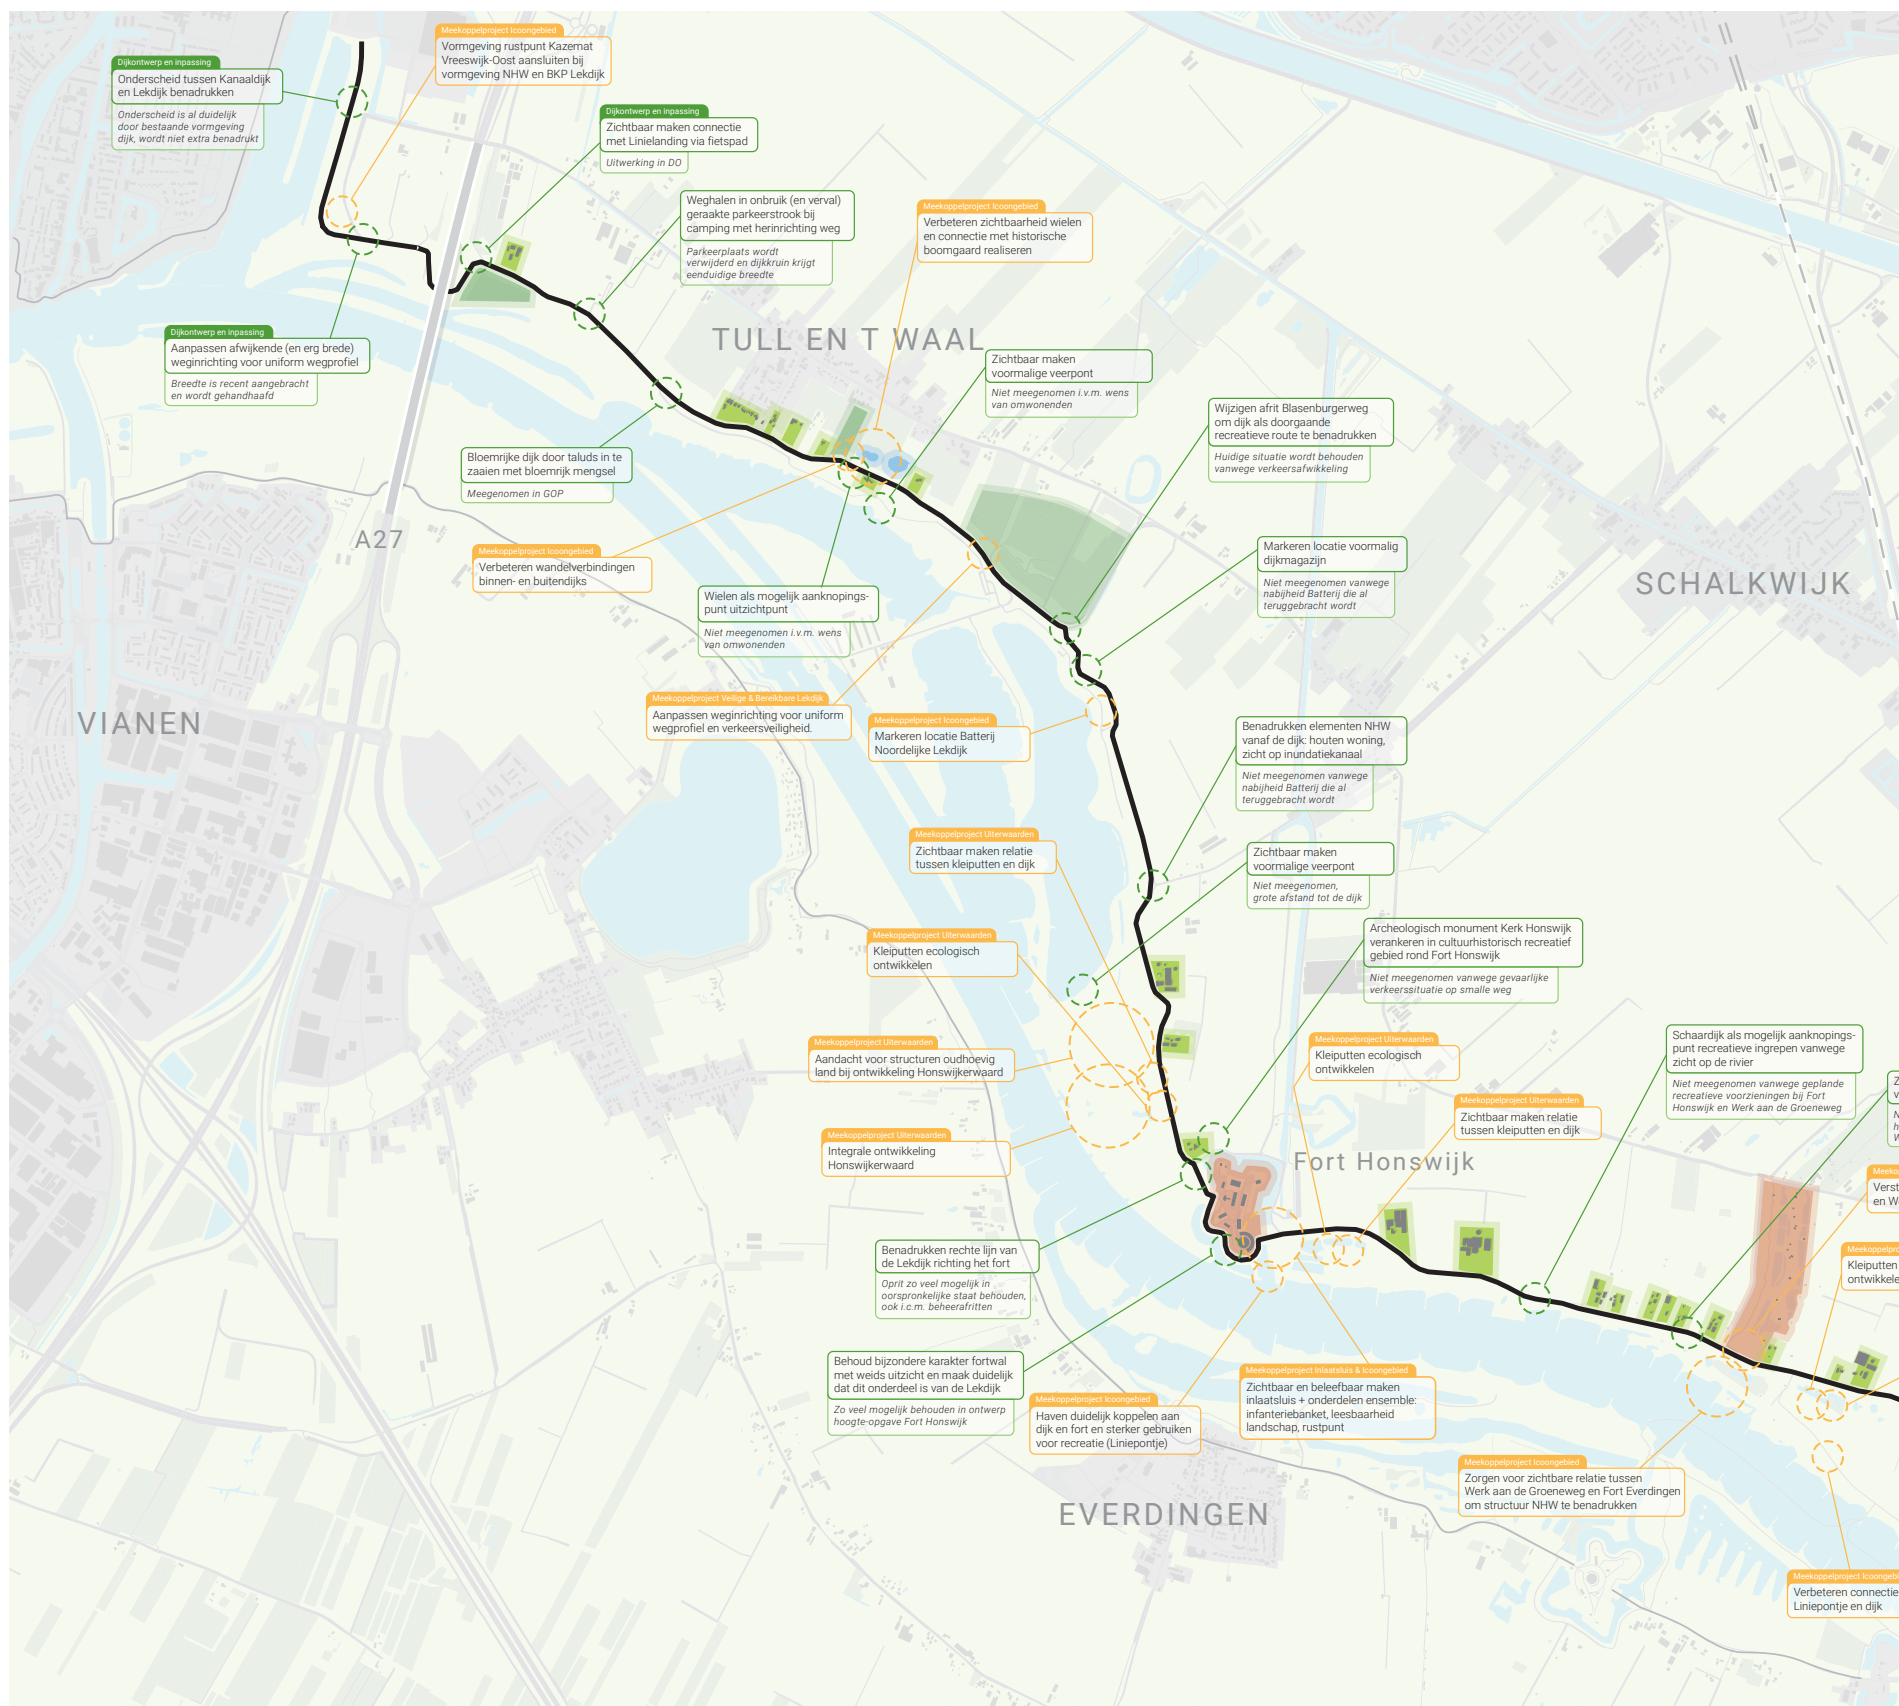 Meekoppelproject Icoongebied
Vormgeving rustpunt Kazemat
Vreeswijk-Oost aansluiten bij
vormgeving NHW en BKP Lekdijk
Dijkontwerp en inpassing
Onderscheid tussen Kanaaldijk
en Lekdijk benadrukken
Onderscheid is al duidelijk
door bestaande vormgeving
dijk, wordt niet extra benadrukt
Dijkontwerp en inpassing
Zichtbaar maken connectie
met Linielanding via fietspad
Uitwerking in DO
Weghalen in onbruik (en verval)
geraakte parkeerstrook bij
camping met herinrichting weg
Parkeerplaats wordt
verwijderd en dijkkruin krijgt
eenduidige breedte
Meekoppelproject Icoongebied
Verbeteren zichtbaarheid wielen
en connectie met historische
boomgaard realiseren
Dijkontwerp en inpassing
Aanpassen afwijkende (en erg brede)
weginrichting voor uniform wegprofiel
Breedte is recent aangebracht
en wordt gehandhaafd
TULL EN T WAAL
Zichtbaar maken
voormalige veerpont
Niet meegenomen i.v.m. wens
van omwonenden
Wijzigen afrit Blasenburgerweg
om dijk als doorgaande
recreatieve route te benadrukken
Huidige situatie wordt behouden
vanwege verkeersafwikkeling
Bloemrijke dijk door taluds in te
zaaien met bloemrijk mengsel
Meegenomen in GOP
A27
Meekoppelproject Icoongebied
Verbeteren wandelverbindingen
binnen- en buitendijks
Markeren locatie voormalig
dijkmagazijn
Niet meegenomen vanwege
nabijheid Batterij die al
teruggebracht wordt
SCHALKWIJK
Wielen als mogelijk aanknopings-
punt uitzichtpunt
Niet meegenomen i.v.m. wens
van omwonenden
VIANEN
Meekoppelproject Veilige & Bereikbare Lekdijk
Aanpassen weginrichting voor uniform
wegprofiel en verkeersveiligheid.
Meekoppelproject Icoongebied
Markeren locatie Batterij
Noordelijke Lekdijk
Benadrukken elementen NHW
vanaf de dijk: houten woning,
zicht op inundatiekanaal
Niet meegenomen vanwege
nabijheid Batterij die al
teruggebracht wordt
Meekoppelproject Uiterwaarden
Zichtbaar maken relatie
tussen kleiputten en dijk
Zichtbaar maken
voormalige veerpont
Niet meegenomen,
grote afstand tot de dijk
Meekoppelproject Uiterwaarden
Kleiputten ecologisch
ontwikkelen
Archeologisch monument Kerk Honswijk
verankeren in cultuurhistorisch recreatief
gebied rond Fort Honswijk
Niet meegenomen vanwege gevaarlijke
verkeerssituatie op smalle weg
Meekoppelproject Uiterwaarden
Aandacht voor structuren oudhoevig
land bij ontwikkeling Honswijkerwaard
Meekoppelproject Uiterwaarden
Kleiputten ecologisch
ontwikkelen
Schaardijk als mogelijk aanknopings-
punt recreatieve ingrepen vanwege
zicht op de rivier
Niet meegenomen vanwege geplande
recreatieve voorzieningen bij Fort
Honswijk en Werk aan de Groeneweg
Z
v
N
h
W
Meekoppelproject Uiterwaarden
Zichtbaar maken relatie
tussen kleiputten en dijk
Meekoppelproject Uiterwaarden
Integrale ontwikkeling
Honswijkerwaard
Fort Honswijk
Meeko
Verst
en We
Benadrukken rechte lijn van
de Lekdijk richting het fort
Oprit zo veel mogelijk in
oorspronkelijke staat behouden,
ook i.c.m. beheerafritten
Meekoppelpro
Kleiputten
ontwikkele
Behoud bijzondere karakter fortwal
met weids uitzicht en maak duidelijk
dat dit onderdeel is van de Lekdijk
Zo veel mogelijk behouden in ontwerp
hoogte-opgave Fort Honswijk
Meekoppelproject Icoongebied
Haven duidelijk koppelen aan
dijk en fort en sterker gebruiken
voor recreatie (Liniepontje)
Meekoppelproject Inlaatsluis & Icoongebied
Zichtbaar en beleefbaar maken
inlaatsluis + onderdelen ensemble:
infanteriebanket, leesbaarheid
landschap, rustpunt
Meekoppelproject Icoongebied
Zorgen voor zichtbare relatie tussen
Werk aan de Groeneweg en Fort Everdingen
om structuur NHW te benadrukken
EVERDINGEN
Meekoppelproject Icoongebi
Verbeteren connectie
Liniepontje en dijk